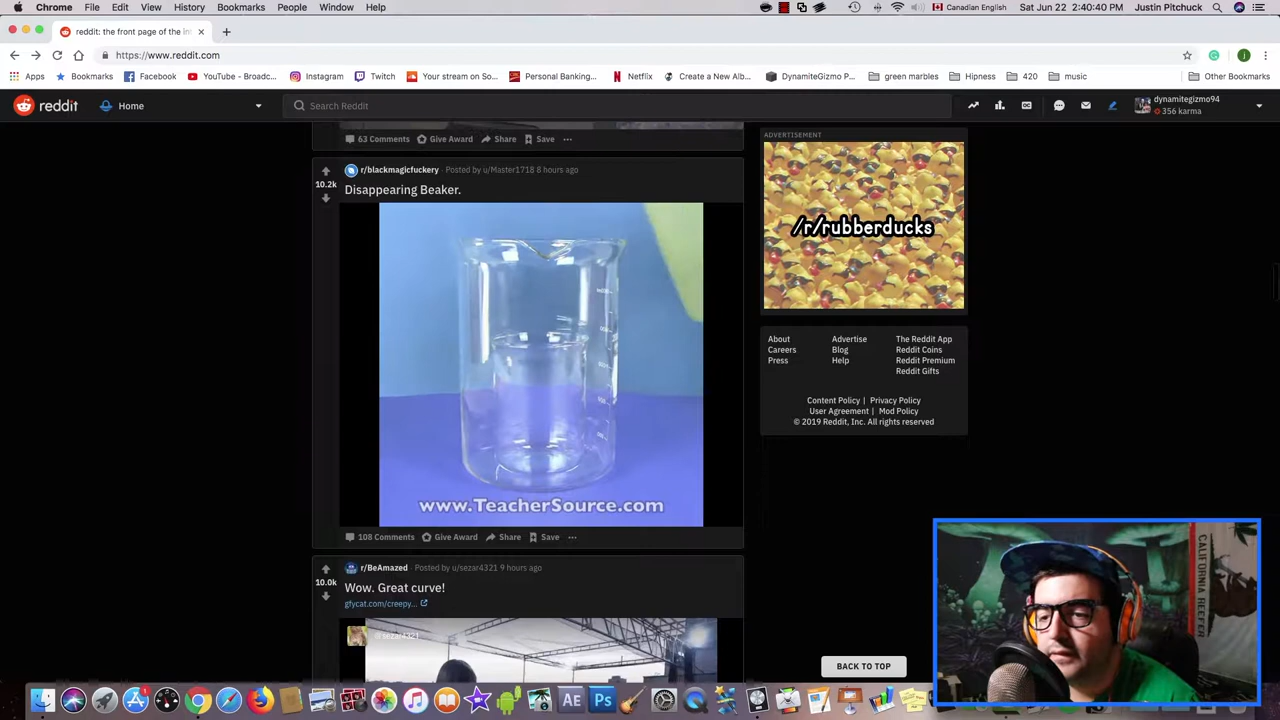 Chrome File Edit View History Bookmarks People Window Help Canadian English Sat Jun 22 2:40:40 PM Justin Pitchuck
reddit: the front page of the in
https://www.reddit.com
Apps Bookmarks Facebook YouTube - Broadc... Instagram Twitch Your stream on So... Personal Banking... Netflix Create a New Alb... DynamiteGizmo P... green marbles Hipness 420 music Other Bookmarks
reddit Home Search Reddit dynamitegizmo94
356 karma
63 Comments Give Award Share Save
ADVERTISEMENT
/r/rubberducks
r/blackmagicfuckery · Posted by u/Master1718 8 hours ago
10.2k
Disappearing Beaker.
www.TeacherSource.com
108 Comments Give Award Share Save
About Advertise The Reddit App
Careers Blog Reddit Coins
Press Help Reddit Premium
Reddit Gifts
Content Policy | Privacy Policy
User Agreement | Mod Policy
© 2019 Reddit, Inc. All rights reserved
r/BeAmazed · Posted by u/sezar4321 9 hours ago
10.0k
Wow. Great curve!
gfycat.com/creepy...
@sezar4321
BACK TO TOP
CALIFORNIA REEFER
AE Ps